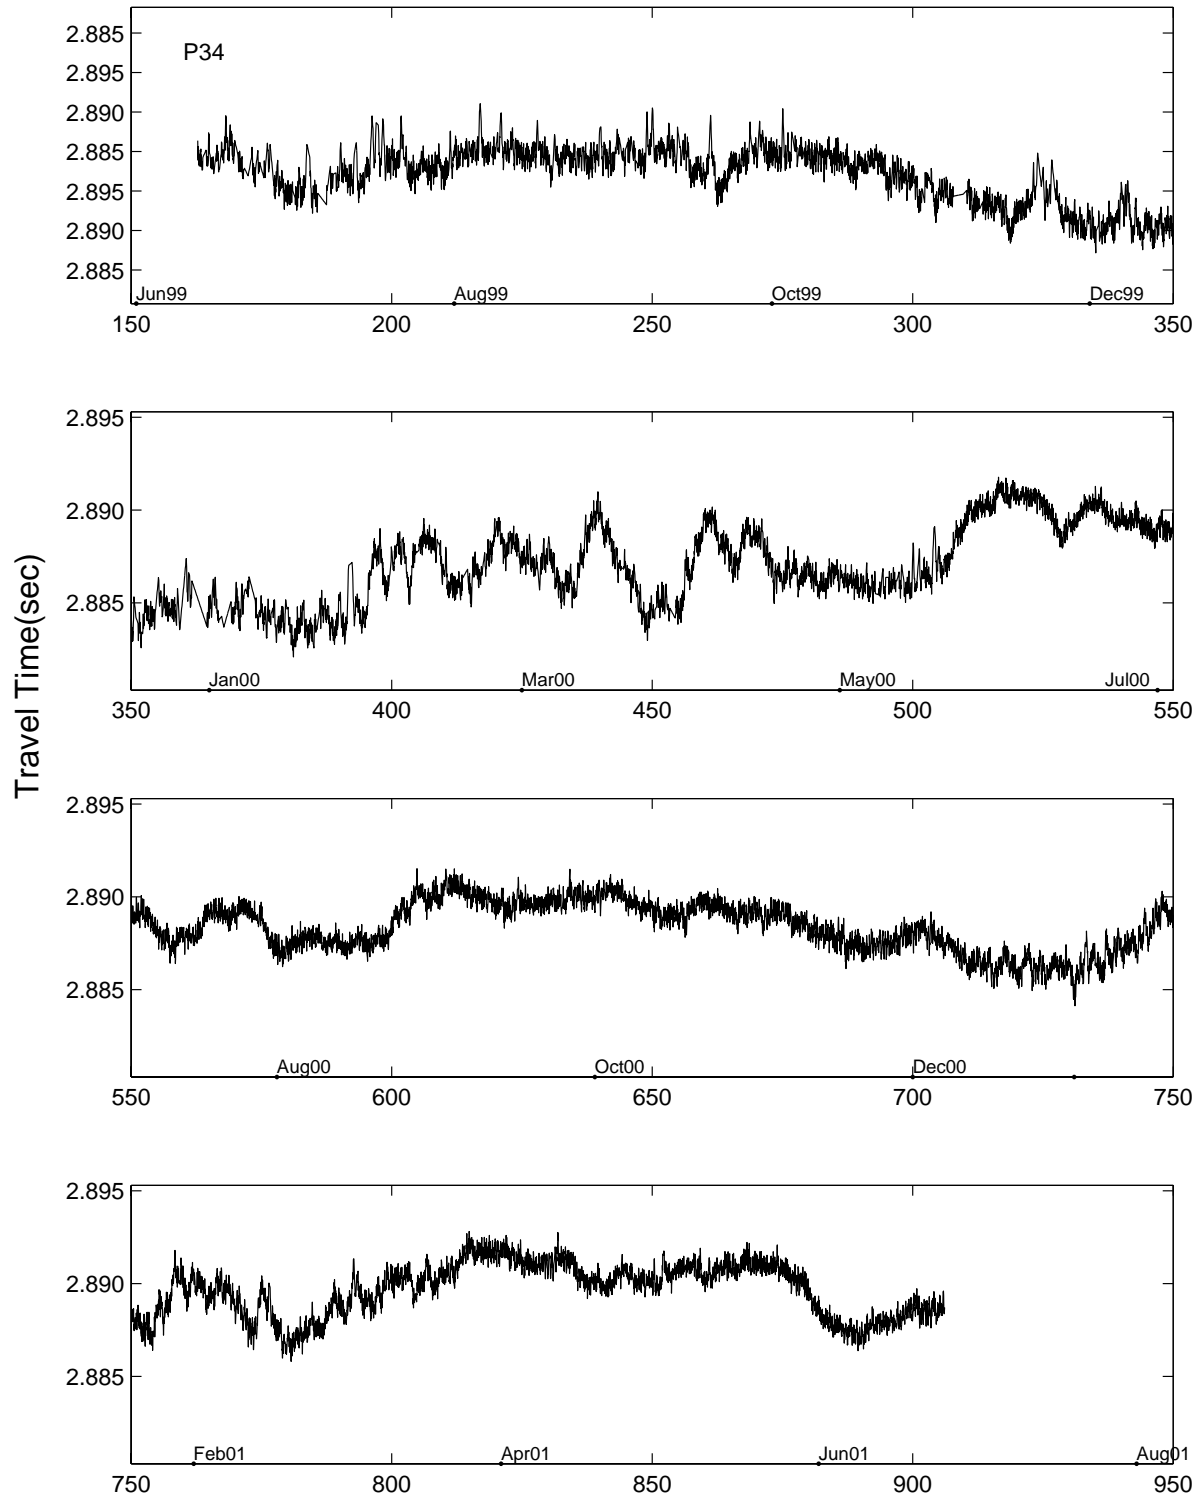 2.885
P34
2.895
2.890
2.885
2.895
2.890
2.885
Jun99 Aug99 Oct99 Dec99
150 200 250 300 350
Travel Time(sec)
2.895
2.890
2.885
Jan00 Mar00 May00 Jul00
350 400 450 500 550
2.895
2.890
2.885
Aug00 Oct00 Dec00
550 600 650 700 750
2.895
2.890
2.885
Feb01 Apr01 Jun01 Aug01
750 800 850 900 950